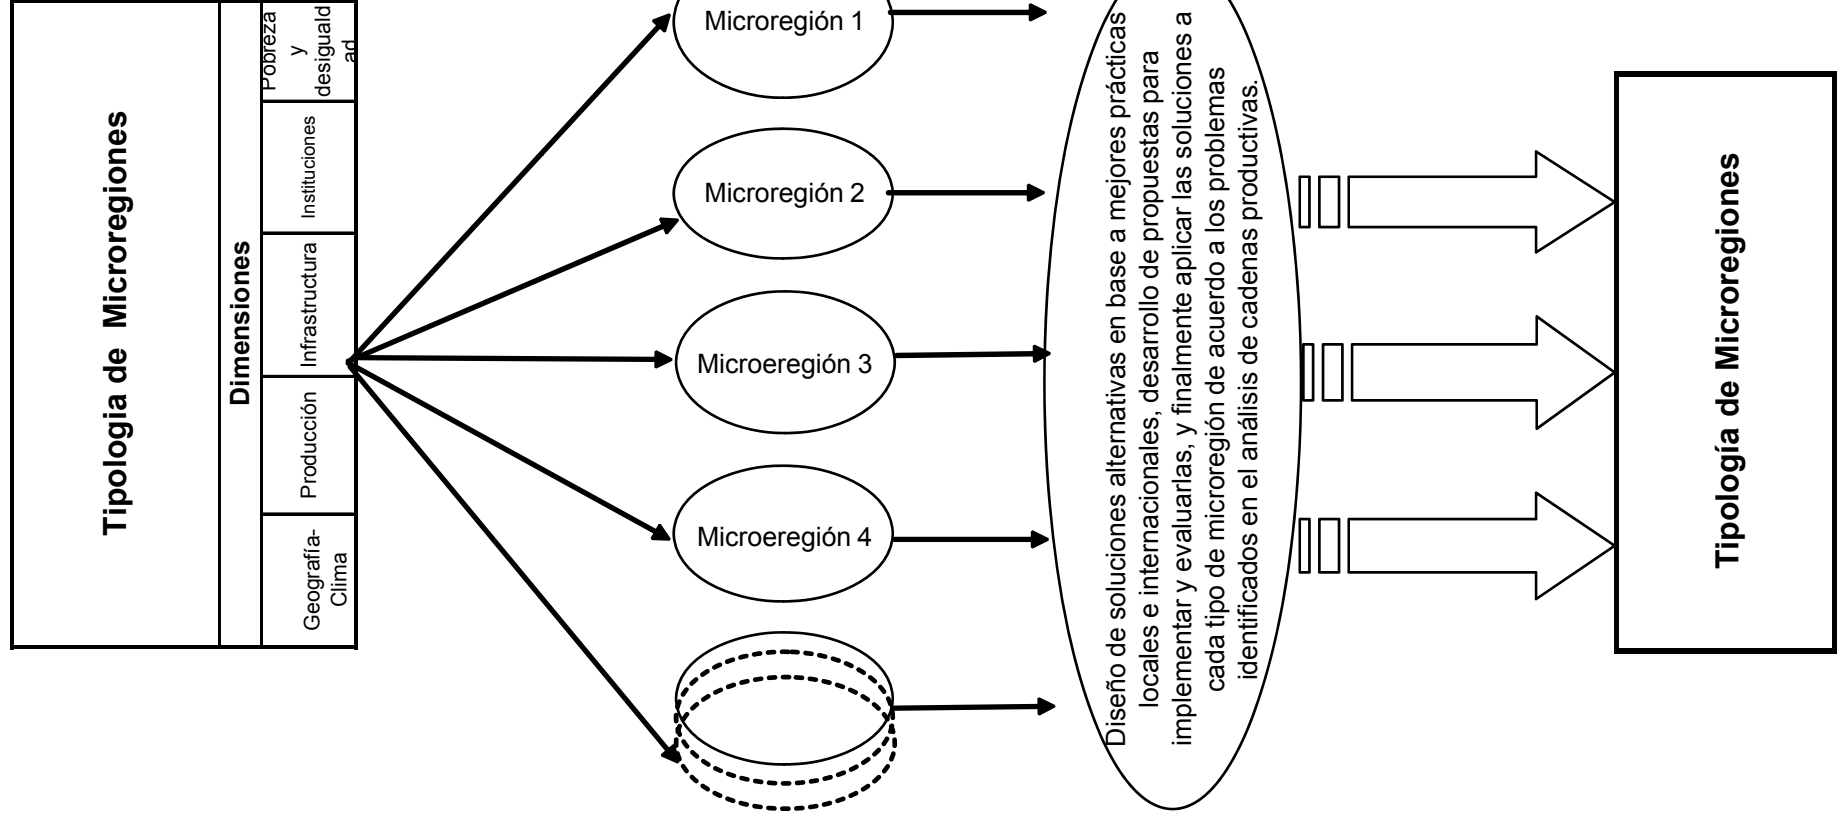 Tipologia de Microregiones
Dimensiones
Geografía-
Clima
Producción
Infrastructura
Instituciones
Pobreza
y
desiguald
ad
Microregión 1
Microregión 2
Microeregión 3
Microeregión 4
Diseño de soluciones alternativas en base a mejores prácticas
locales e internacionales, desarrollo de propuestas para
implementar y evaluarlas, y finalmente aplicar las soluciones a
cada tipo de microregión de acuerdo a los problemas
identificados en el análisis de cadenas productivas.
Tipología de Microregiones